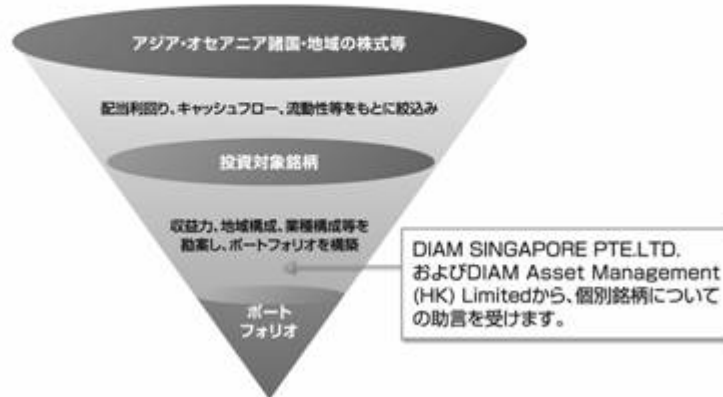 アジア・オセアニア諸国・地域の株式等
配当利回り、キャッシュフロー、流動性等をもとに絞込み
投資対象銘柄
収益力、地域構成、業種構成等を
勘案し、ポートフォリオを構築
DIAM SINGAPORE PTE.LTD.
およびDIAM Asset Management
(HK) Limitedから、個別銘柄について
の助言を受けます。
ポート
フォリオ